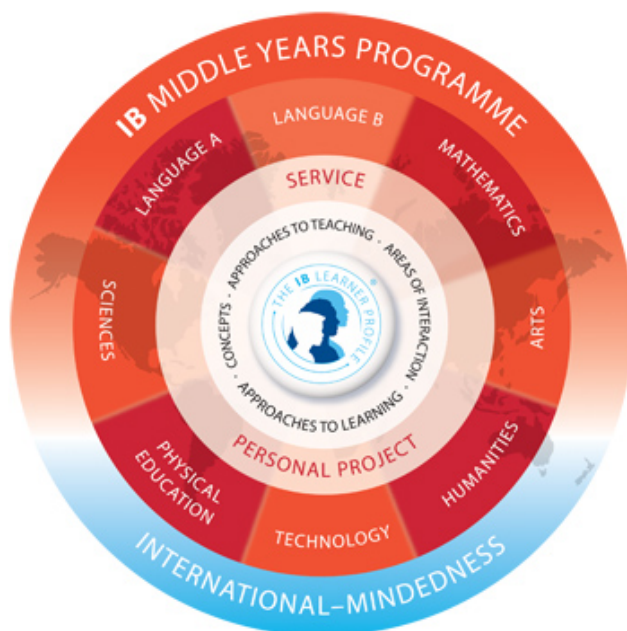 IB MIDDLE YEARS PROGRAMME
LANGUAGE B
LANGUAGE A
MATHEMATICS
SCIENCES
ARTS
PHYSICAL
EDUCATION
HUMANITIES
TECHNOLOGY
SERVICE
PERSONAL PROJECT
· CONCEPTS · APPROACHES TO TEACHING · AREAS OF INTERACTION
· APPROACHES TO LEARNING ·
THE IB LEARNER PROFILE ®
INTERNATIONAL–MINDEDNESS